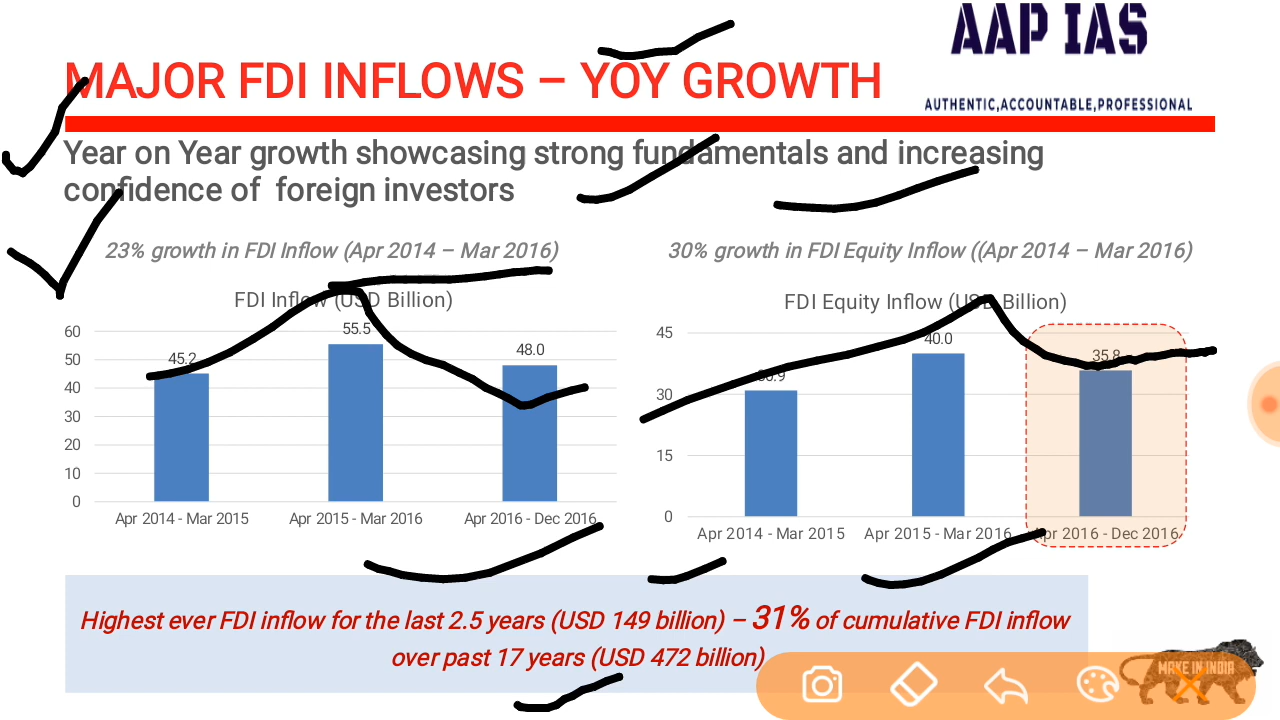 AAP IAS
AUTHENTIC,ACCOUNTABLE,PROFESSIONAL
MAJOR FDI INFLOWS – YOY GROWTH
Year on Year growth showcasing strong fundamentals and increasing
confidence of foreign investors
23% growth in FDI Inflow (Apr 2014 – Mar 2016)
FDI Inflow (USD Billion)
60
50
40
30
20
10
0
45.2
55.5
48.0
Apr 2014 - Mar 2015
Apr 2015 - Mar 2016
Apr 2016 - Dec 2016
30% growth in FDI Equity Inflow ((Apr 2014 – Mar 2016)
FDI Equity Inflow (USD Billion)
45
30
15
0
30.9
40.0
35.8
Apr 2014 - Mar 2015
Apr 2015 - Mar 2016
Apr 2016 - Dec 2016
Highest ever FDI inflow for the last 2.5 years (USD 149 billion) – 31% of cumulative FDI inflow
over past 17 years (USD 472 billion)
MAKE IN INDIA